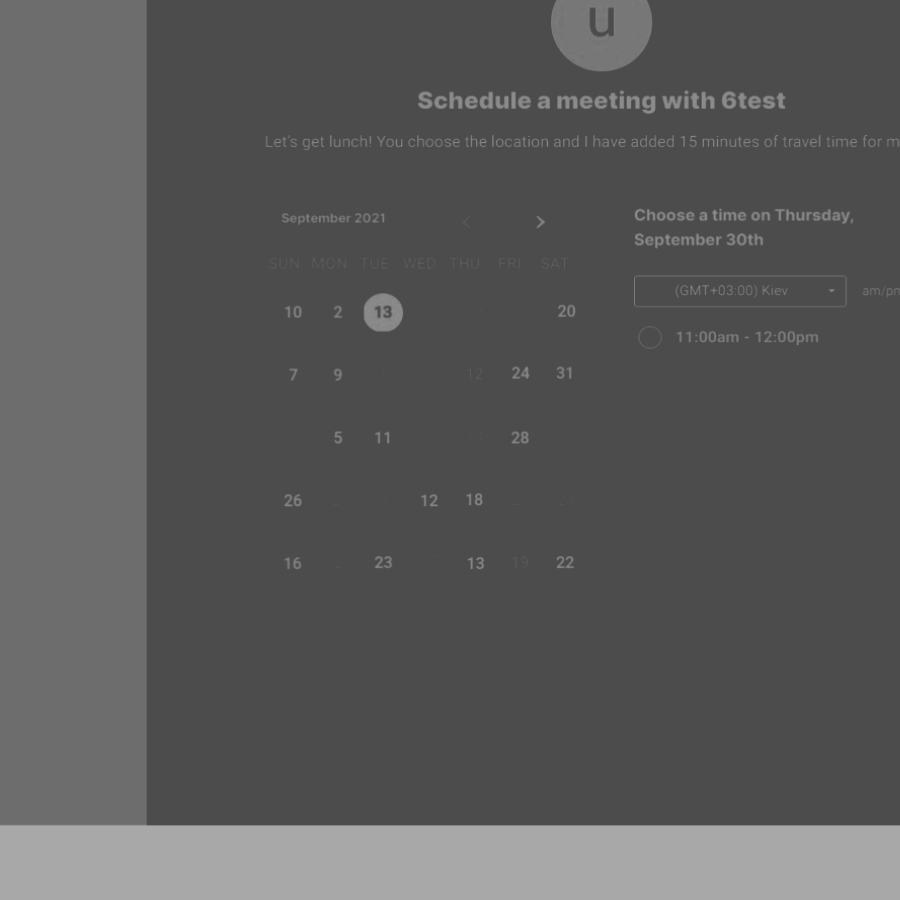 u
Schedule a meeting with 6test
Let's get lunch! You choose the location and I have added 15 minutes of travel time for
September 2021
SUN MON TUE WED THU FRI SAT
10 2 13 20
7 9 12 24 31
5 11 28
26 12 18
16 23 13 19 22
Choose a time on Thursday,
September 30th
(GMT+03:00) Kiev
11:00am - 12:00pm